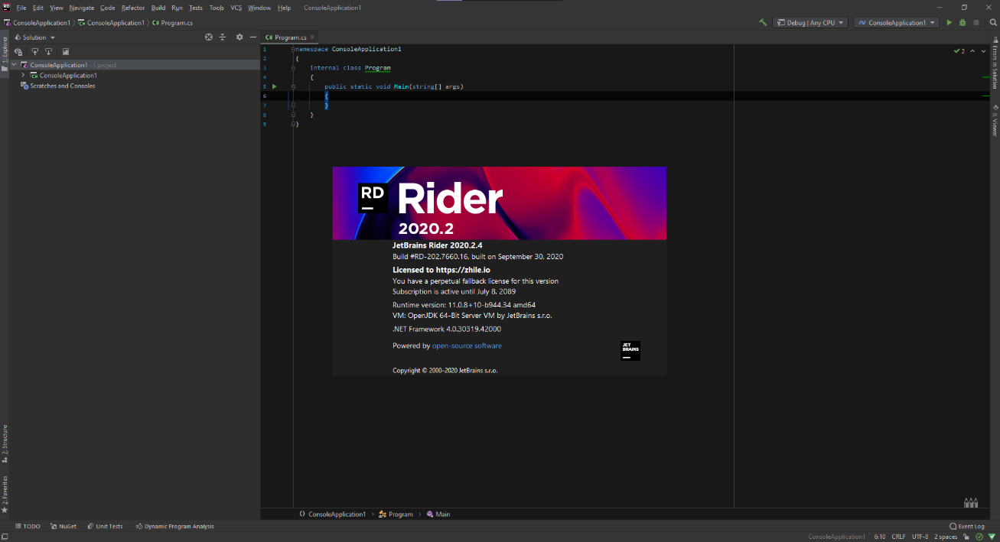 RD
File Edit View Navigate Code Refactor Build Run Tests Tools VCS Window Help ConsoleApplication1
ConsoleApplication1 ConsoleApplication1 C# Program.cs
Debug | Any CPU ConsoleApplication1
1: Explorer
Solution
C# Program.cs
ConsoleApplication1 · 1 project
ConsoleApplication1
Scratches and Consoles
1 namespace ConsoleApplication1
2 {
3 internal class Program
4 {
5 public static void Main(string[] args)
6 {
7 }
8 }
9 }
2
Errors In Solution
IL Viewer
RD
Rider
2020.2
JetBrains Rider 2020.2.4
Build #RD-202.7660.16, built on September 30, 2020
Licensed to https://zhile.io
You have a perpetual fallback license for this version
Subscription is active until July 8, 2089
Runtime version: 11.0.8+10-b944.34 amd64
VM: OpenJDK 64-Bit Server VM by JetBrains s.r.o.
.NET Framework 4.0.30319.42000
Powered by open-source software
JET
BRAINS
Copyright © 2000–2020 JetBrains s.r.o.
7: Structure
2: Favorites
ConsoleApplication1 Program Main
TODO NuGet Unit Tests Dynamic Program Analysis Event Log
ConsoleApplication1 6:10 CRLF UTF-8 2 spaces